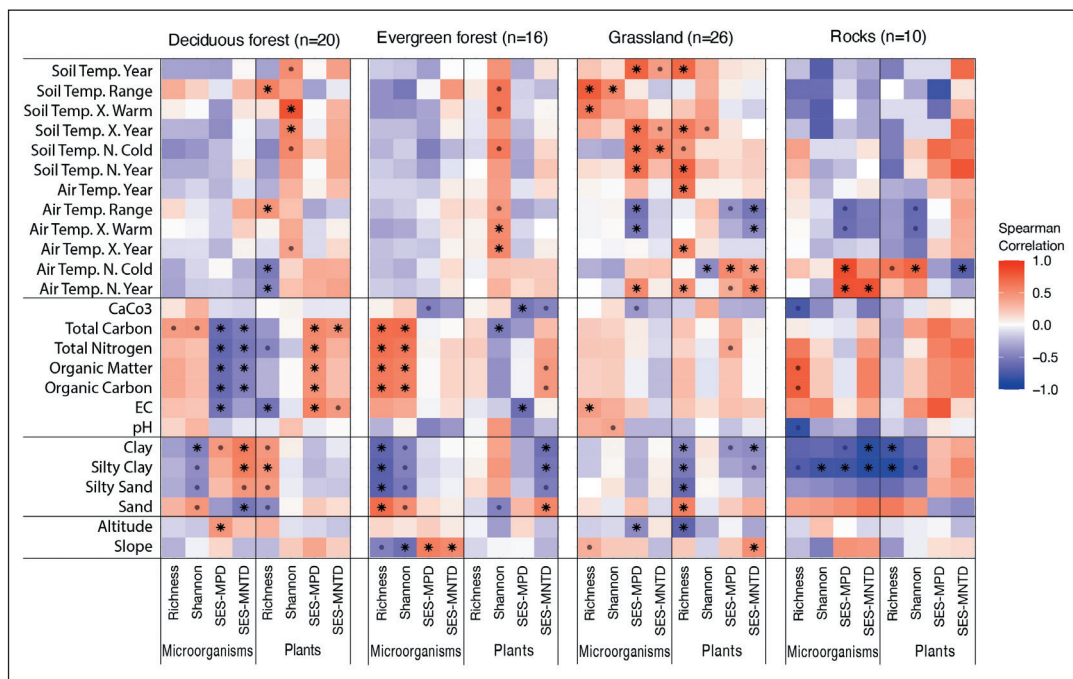 Deciduous forest (n=20)
Evergreen forest (n=16)
Grassland (n=26)
Rocks (n=10)
Soil Temp. Year
Soil Temp. Range
Soil Temp. X. Warm
Soil Temp. X. Year
Soil Temp. N. Cold
Soil Temp. N. Year
Air Temp. Year
Air Temp. Range
Air Temp. X. Warm
Air Temp. X. Year
Air Temp. N. Cold
Air Temp. N. Year
CaCo3
Total Carbon
Total Nitrogen
Organic Matter
Organic Carbon
EC
pH
Clay
Silty Clay
Silty Sand
Sand
Altitude
Slope
Spearman
Correlation
1.0
0.5
0.0
−0.5
−1.0
Richness
Shannon
SES-MPD
SES-MNTD
Richness
Shannon
SES-MPD
SES-MNTD
Richness
Shannon
SES-MPD
SES-MNTD
Richness
Shannon
SES-MPD
SES-MNTD
Richness
Shannon
SES-MPD
SES-MNTD
Richness
Shannon
SES-MPD
SES-MNTD
Richness
Shannon
SES-MPD
SES-MNTD
Richness
Shannon
SES-MPD
SES-MNTD
Microorganisms
Plants
Microorganisms
Plants
Microorganisms
Plants
Microorganisms
Plants